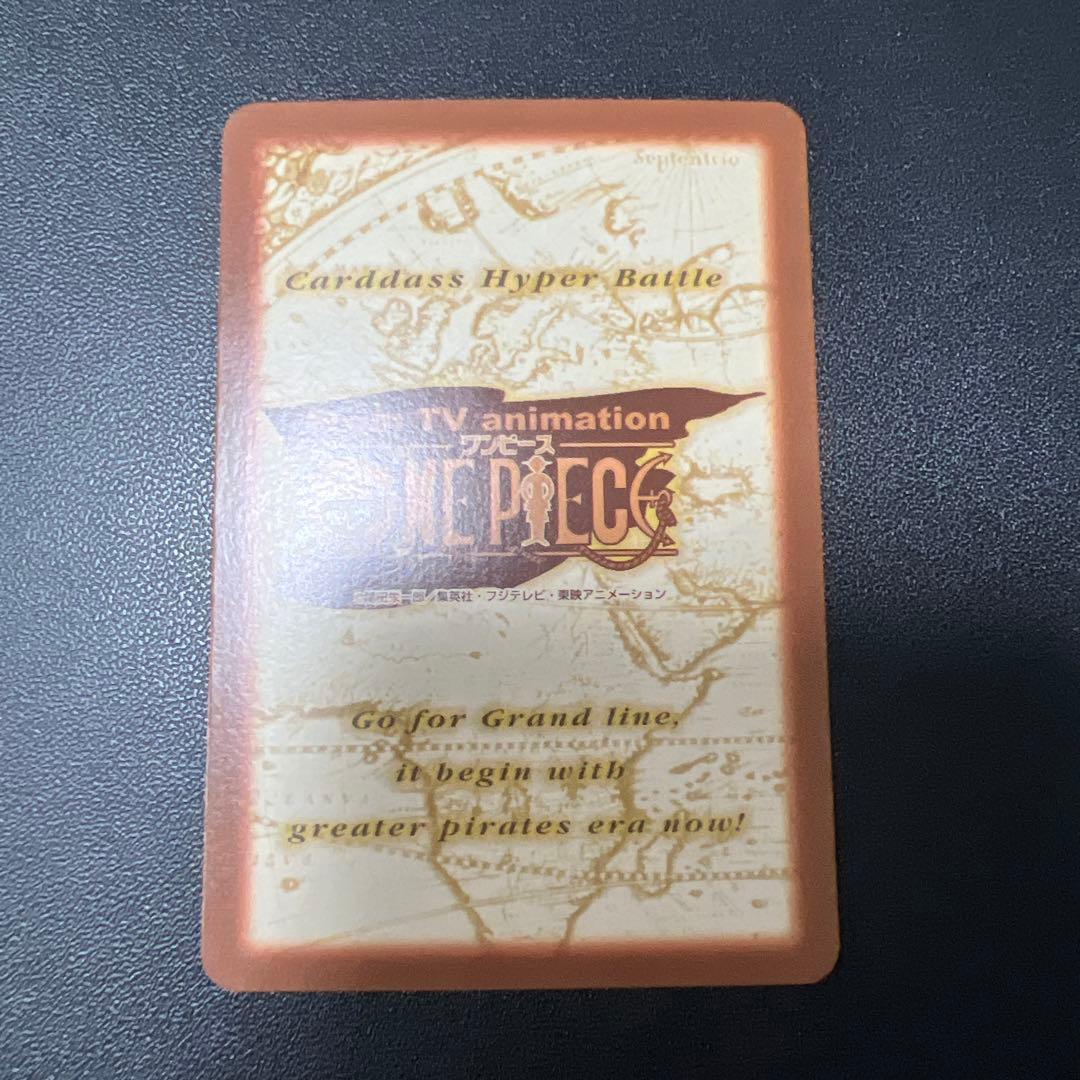 Septentrio
Carddass Hyper Battle
TV animation
ワンピース
ONE PIECE
集英社・フジテレビ・東映アニメーション
Go for Grand line,
it begin with
greater pirates era now!